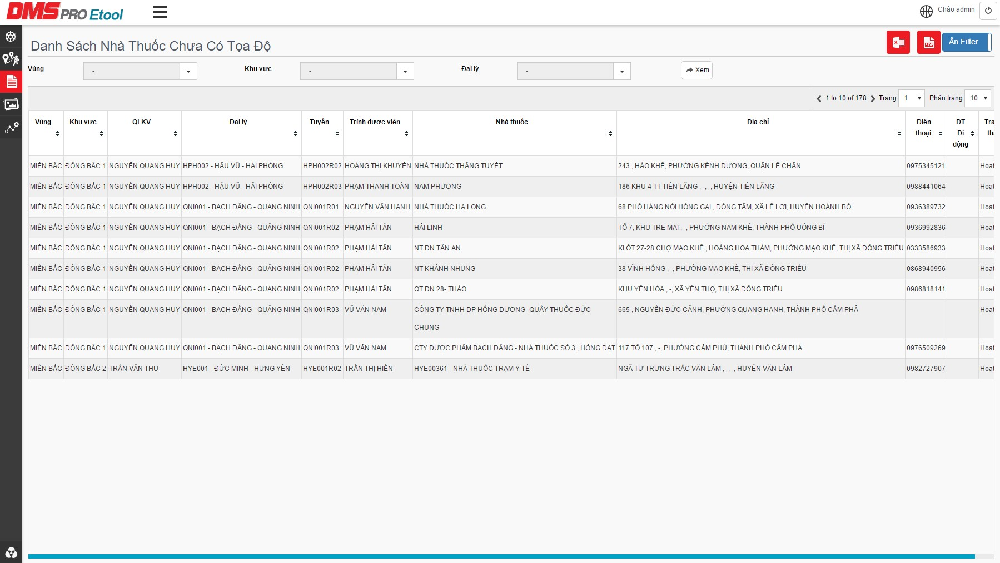 DMS PRO Etool
Chào admin
Danh Sách Nhà Thuốc Chưa Có Tọa Độ
PDF
Ẩn Filter
Vùng - Khu vực - Đại lý - Xem
1 to 10 of 178 Trang 1 Phân trang 10
Vùng Khu vực QLKV Đại lý Tuyến Trình dược viên Nhà thuốc Địa chỉ Điện thoại ĐT Di động
MIỀN BẮC ĐÔNG BẮC 1 NGUYỄN QUANG HUY HPH002 - HẬU VŨ - HẢI PHÒNG HPH002R02 HOÀNG THỊ KHUYẾN NHÀ THUỐC THẮNG TUYẾT 243 , HÀO KHÊ, PHƯỜNG KÊNH DƯƠNG, QUẬN LÊ CHÂN 0975345121 Hoạt
MIỀN BẮC ĐÔNG BẮC 1 NGUYỄN QUANG HUY HPH002 - HẬU VŨ - HẢI PHÒNG HPH002R03 PHẠM THANH TOÀN NAM PHƯƠNG 186 KHU 4 TT TIÊN LÃNG , -, -, HUYỆN TIÊN LÃNG 0988441064 Hoạt
MIỀN BẮC ĐÔNG BẮC 1 NGUYỄN QUANG HUY QNI001 - BẠCH ĐẰNG - QUẢNG NINH QNI001R01 NGUYỄN VĂN HANH NHÀ THUỐC HẠ LONG 68 PHỐ HÀNG NỒI HỒNG GAI , ĐỒNG TÂM, XÃ LÊ LỢI, HUYỆN HOÀNH BỒ 0936389732 Hoạt
MIỀN BẮC ĐÔNG BẮC 1 NGUYỄN QUANG HUY QNI001 - BẠCH ĐẰNG - QUẢNG NINH QNI001R02 PHẠM HẢI TÂN HẢI LINH TỔ 7, KHU TRE MAI , -, PHƯỜNG NAM KHÊ, THÀNH PHỐ UÔNG BÍ 0936992836 Hoạt
MIỀN BẮC ĐÔNG BẮC 1 NGUYỄN QUANG HUY QNI001 - BẠCH ĐẰNG - QUẢNG NINH QNI001R02 PHẠM HẢI TÂN NT DN TÂN AN KI ỐT 27-28 CHỢ MẠO KHÊ , HOÀNG HOA THÁM, PHƯỜNG MẠO KHÊ, THỊ XÃ ĐÔNG TRIỀU 0333586933 Hoạt
MIỀN BẮC ĐÔNG BẮC 1 NGUYỄN QUANG HUY QNI001 - BẠCH ĐẰNG - QUẢNG NINH QNI001R02 PHẠM HẢI TÂN NT KHÁNH NHUNG 38 VĨNH HỒNG , -, PHƯỜNG MẠO KHÊ, THỊ XÃ ĐÔNG TRIỀU 0868940956 Hoạt
MIỀN BẮC ĐÔNG BẮC 1 NGUYỄN QUANG HUY QNI001 - BẠCH ĐẰNG - QUẢNG NINH QNI001R02 PHẠM HẢI TÂN QT DN 28- THẢO KHU YÊN HÒA , -, XÃ YÊN THỌ, THỊ XÃ ĐÔNG TRIỀU 0986818141 Hoạt
MIỀN BẮC ĐÔNG BẮC 1 NGUYỄN QUANG HUY QNI001 - BẠCH ĐẰNG - QUẢNG NINH QNI001R03 VŨ VĂN NAM CÔNG TY TNHH DP HỒNG DƯƠNG- QUẦY THUỐC ĐỨC CHUNG 665 , NGUYỄN ĐỨC CẢNH, PHƯỜNG QUANG HANH, THÀNH PHỐ CẨM PHẢ Hoạt
MIỀN BẮC ĐÔNG BẮC 1 NGUYỄN QUANG HUY QNI001 - BẠCH ĐẰNG - QUẢNG NINH QNI001R03 VŨ VĂN NAM CTY DƯỢC PHẨM BẠCH ĐẰNG - NHÀ THUỐC SỐ 3 , HỒNG ĐẠT 117 TỔ 107 , -, PHƯỜNG CẨM PHÚ, THÀNH PHỐ CẨM PHẢ 0976509269 Hoạt
MIỀN BẮC ĐÔNG BẮC 2 TRẦN VĂN THU HYE001 - ĐỨC MINH - HƯNG YÊN HYE001R02 TRẦN THỊ HIỀN HYE00361 - NHÀ THUỐC TRẠM Y TẾ NGÃ TƯ TRƯNG TRẮC VĂN LÂM , -, -, HUYỆN VĂN LÂM 0982727907 Hoạt